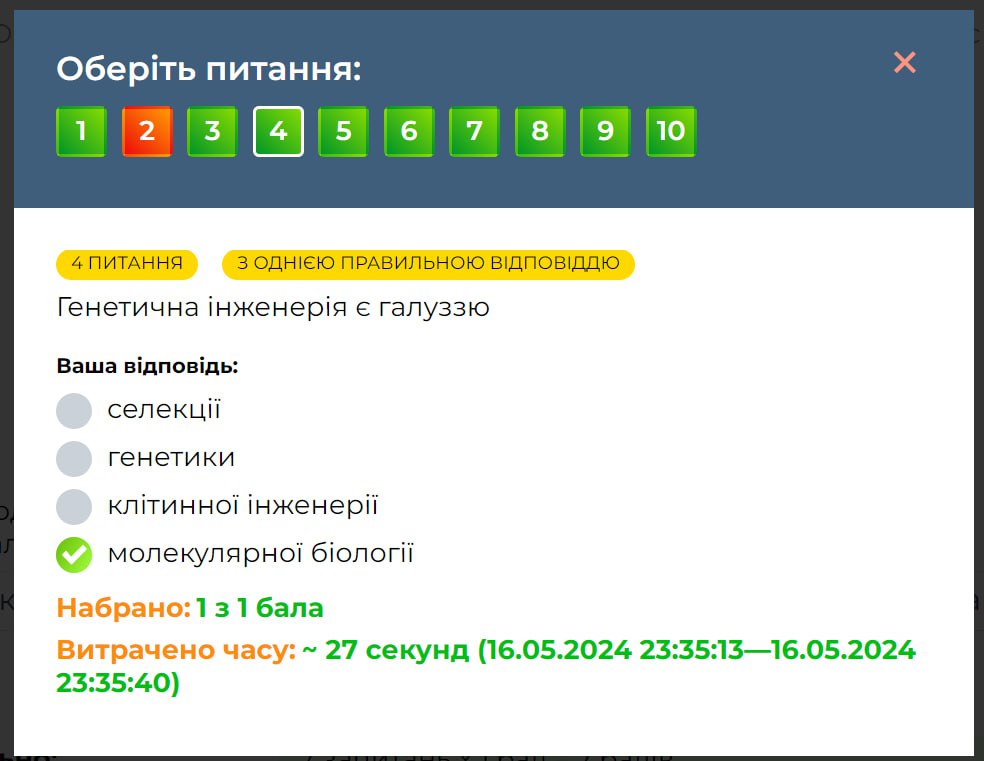 Оберіть питання:
1 2 3 4 5 6 7 8 9 10
4 ПИТАННЯ З ОДНІЄЮ ПРАВИЛЬНОЮ ВІДПОВІДДЮ
Генетична інженерія є галуззю
Ваша відповідь:
селекції
генетики
клітинної інженерії
молекулярної біології
Набрано: 1 з 1 бала
Витрачено часу: ~ 27 секунд (16.05.2024 23:35:13—16.05.2024
23:35:40)